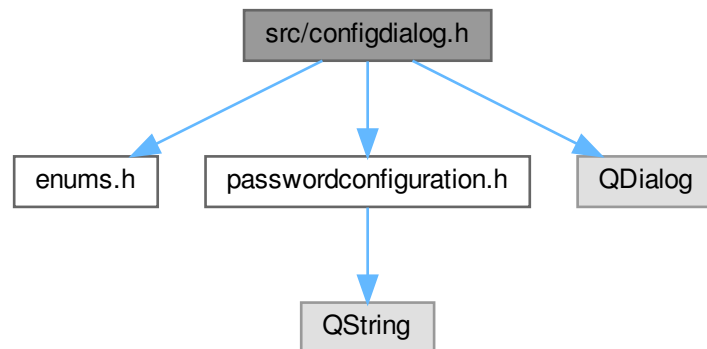 src/configdialog.h
enums.h
passwordconfiguration.h
QDialog
QString